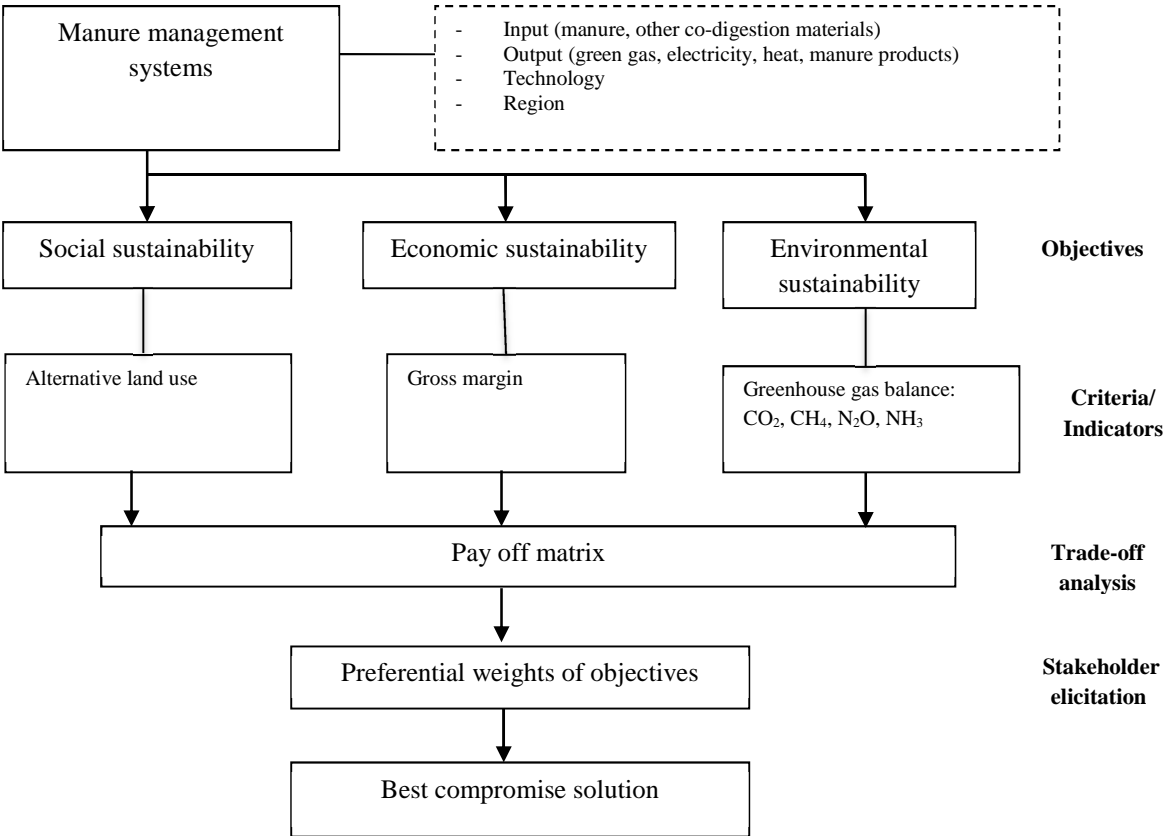 Manure management
systems
- Input (manure, other co-digestion materials)
- Output (green gas, electricity, heat, manure products)
- Technology
- Region
Social sustainability
Economic sustainability
Environmental
sustainability
Objectives
Alternative land use
Gross margin
Greenhouse gas balance:
CO₂, CH₄, N₂O, NH₃
Criteria/
Indicators
Pay off matrix
Trade-off
analysis
Preferential weights of objectives
Stakeholder
elicitation
Best compromise solution